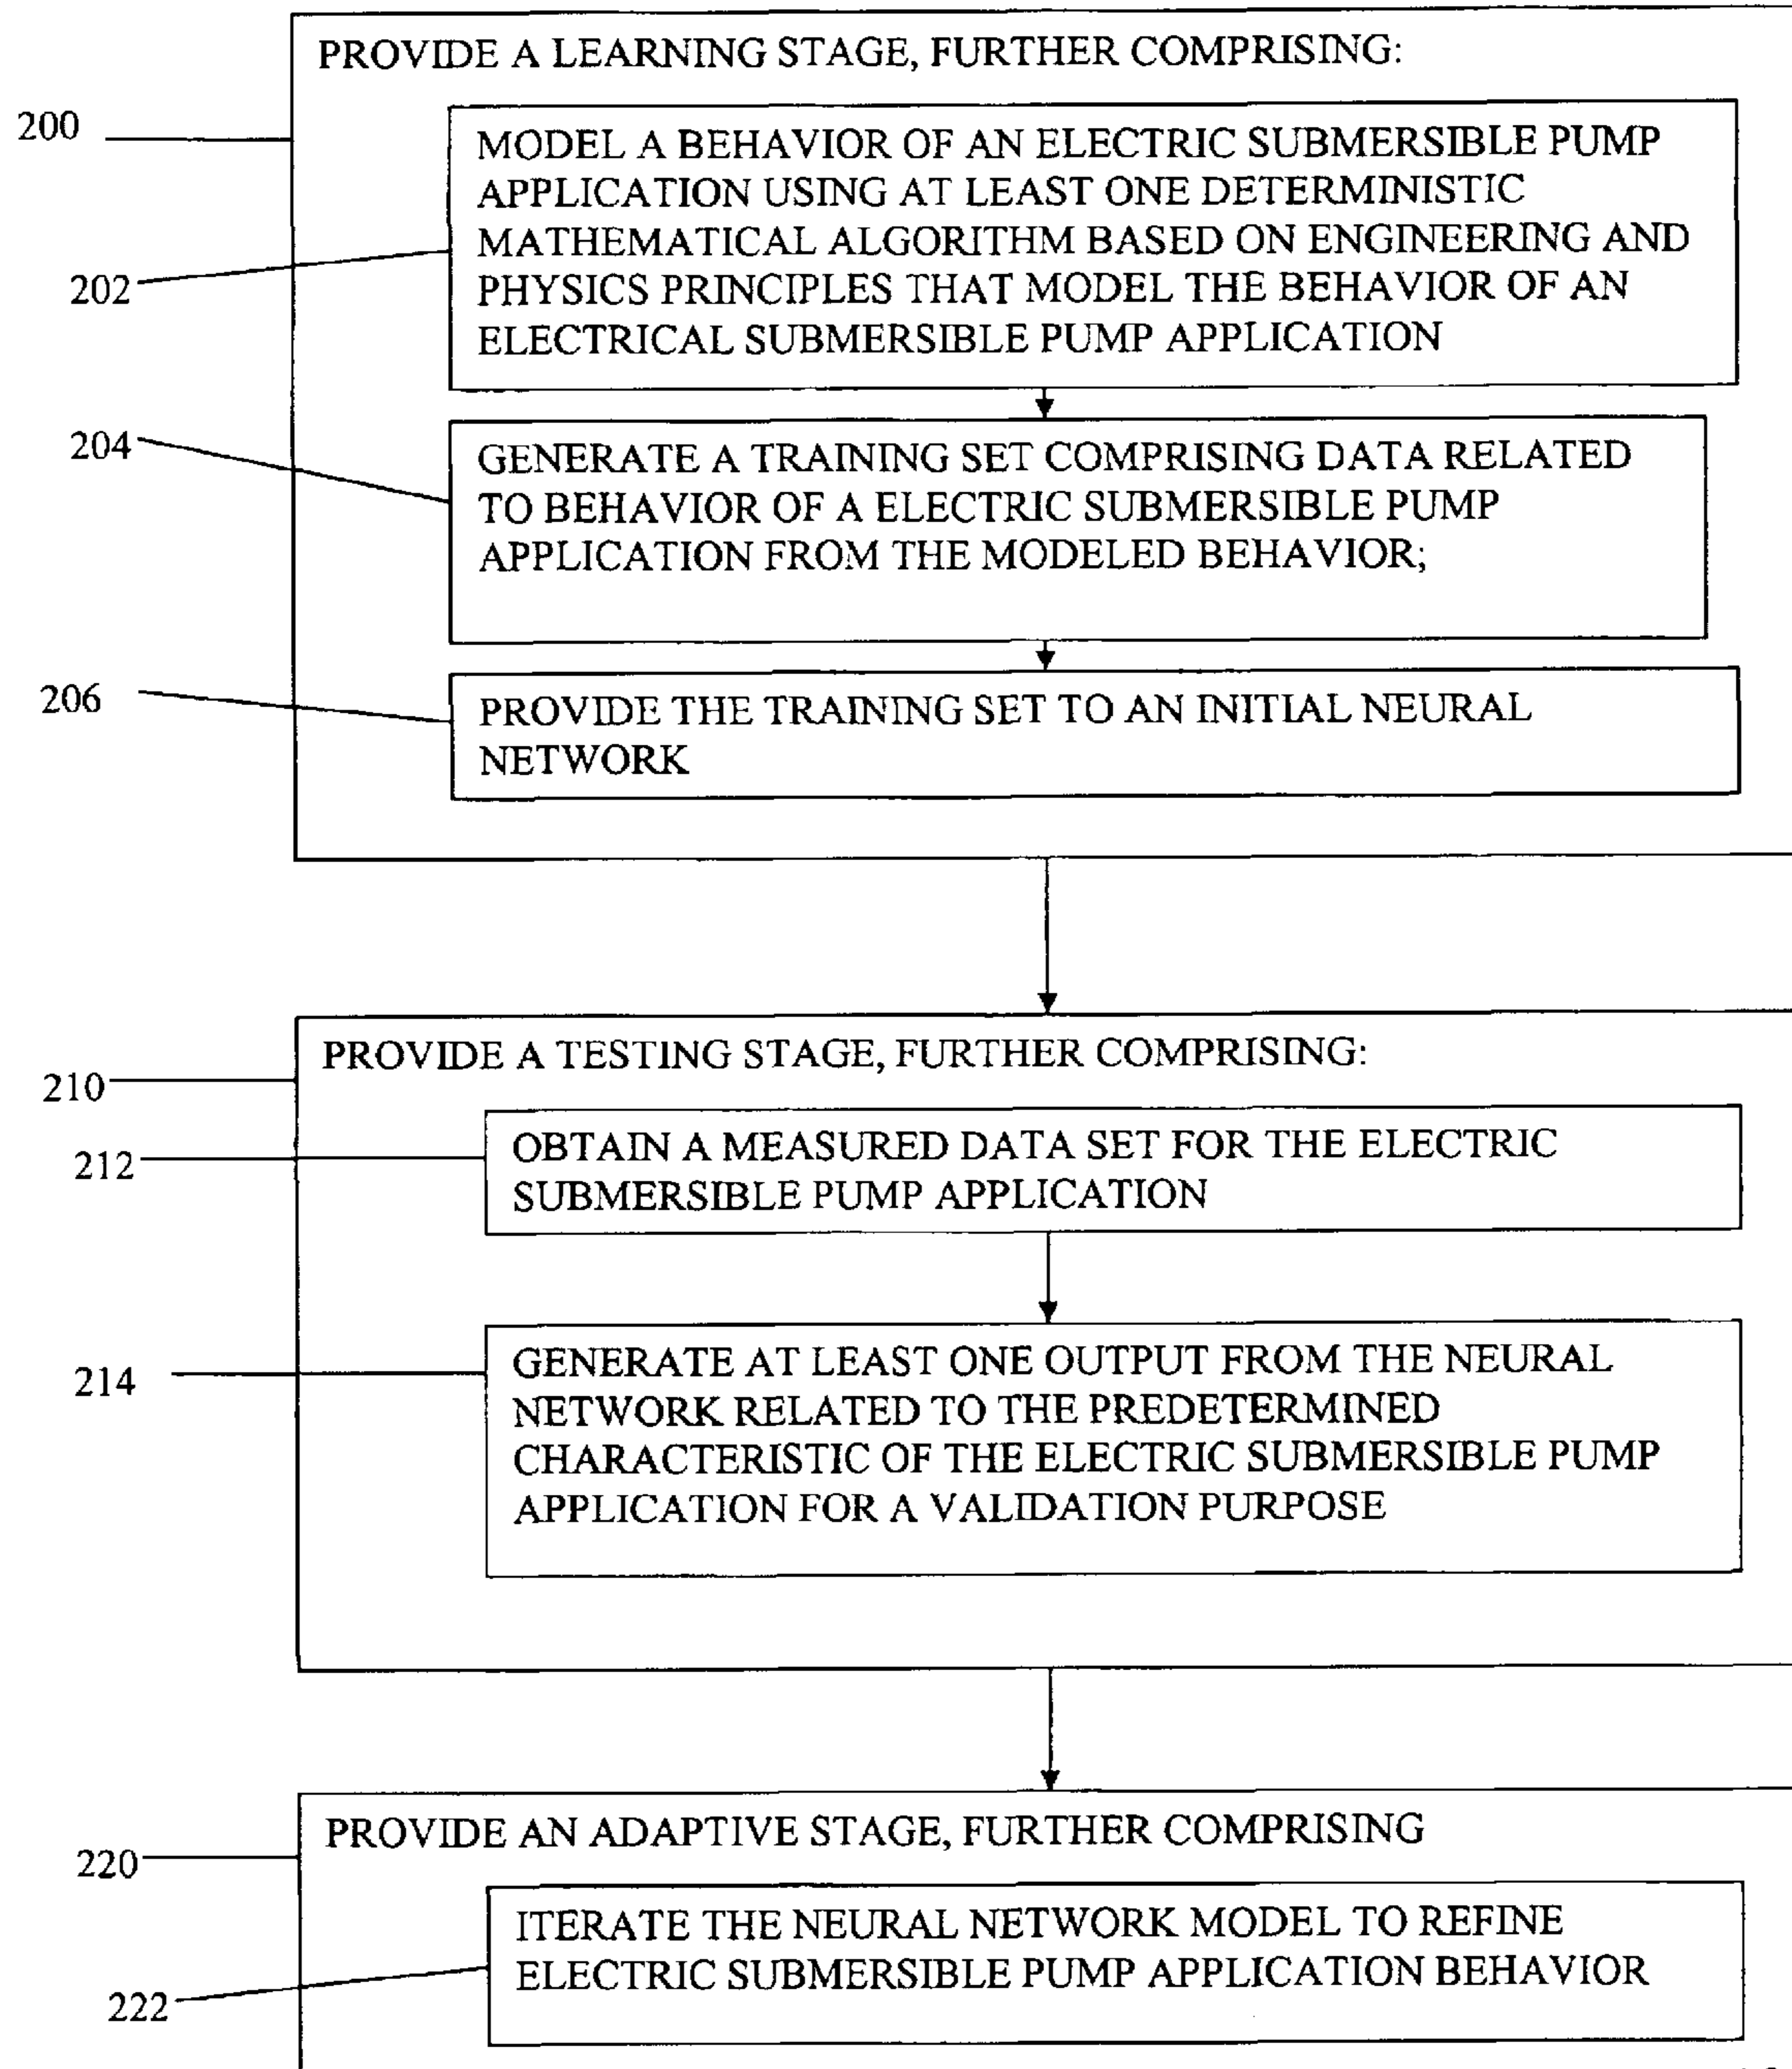 PROVIDE A LEARNING STAGE, FURTHER COMPRISING:
200
MODEL A BEHAVIOR OF AN ELECTRIC SUBMERSIBLE PUMP
APPLICATION USING AT LEAST ONE DETERMINISTIC
MATHEMATICAL ALGORITHM BASED ON ENGINEERING AND
PHYSICS PRINCIPLES THAT MODEL THE BEHAVIOR OF AN
ELECTRICAL SUBMERSIBLE PUMP APPLICATION
202
204
GENERATE A TRAINING SET COMPRISING DATA RELATED
TO BEHAVIOR OF A ELECTRIC SUBMERSIBLE PUMP
APPLICATION FROM THE MODELED BEHAVIOR;
206
PROVIDE THE TRAINING SET TO AN INITIAL NEURAL
NETWORK
PROVIDE A TESTING STAGE, FURTHER COMPRISING:
210
OBTAIN A MEASURED DATA SET FOR THE ELECTRIC
SUBMERSIBLE PUMP APPLICATION
212
GENERATE AT LEAST ONE OUTPUT FROM THE NEURAL
NETWORK RELATED TO THE PREDETERMINED
CHARACTERISTIC OF THE ELECTRIC SUBMERSIBLE PUMP
APPLICATION FOR A VALIDATION PURPOSE
214
PROVIDE AN ADAPTIVE STAGE, FURTHER COMPRISING
220
ITERATE THE NEURAL NETWORK MODEL TO REFINE
ELECTRIC SUBMERSIBLE PUMP APPLICATION BEHAVIOR
222